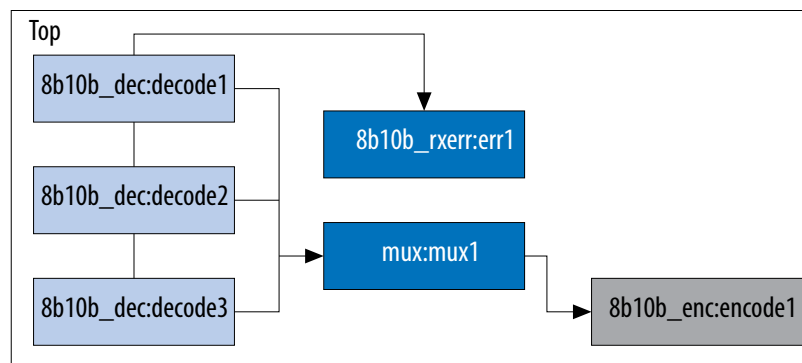 Top
8b10b_dec:decode1
8b10b_rxerr:err1
8b10b_dec:decode2
mux:mux1
8b10b_dec:decode3
8b10b_enc:encode1